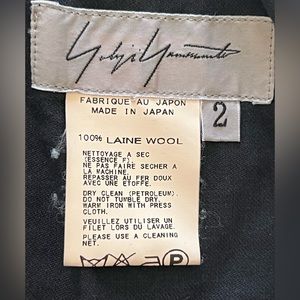 Yohji Yamamoto
2
FABRIQUE AU JAPON
MADE IN JAPAN
100% LAINE WOOL
NETTOYAGE A SEC
(ESSENCE F).
NE PAS FAIRE SECHER A
LA MACHINE.
REPASSER AU FER DOUX
AVEC UNE ETOFFE.
DRY CLEAN (PETROLEUM).
DO NOT TUMBLE DRY.
WARM IRON WITH PRESS
CLOTH.
VEUILLEZ UTILISER UN
FILET LORS DU LAVAGE.
PLEASE USE A CLEANING
NET.
P